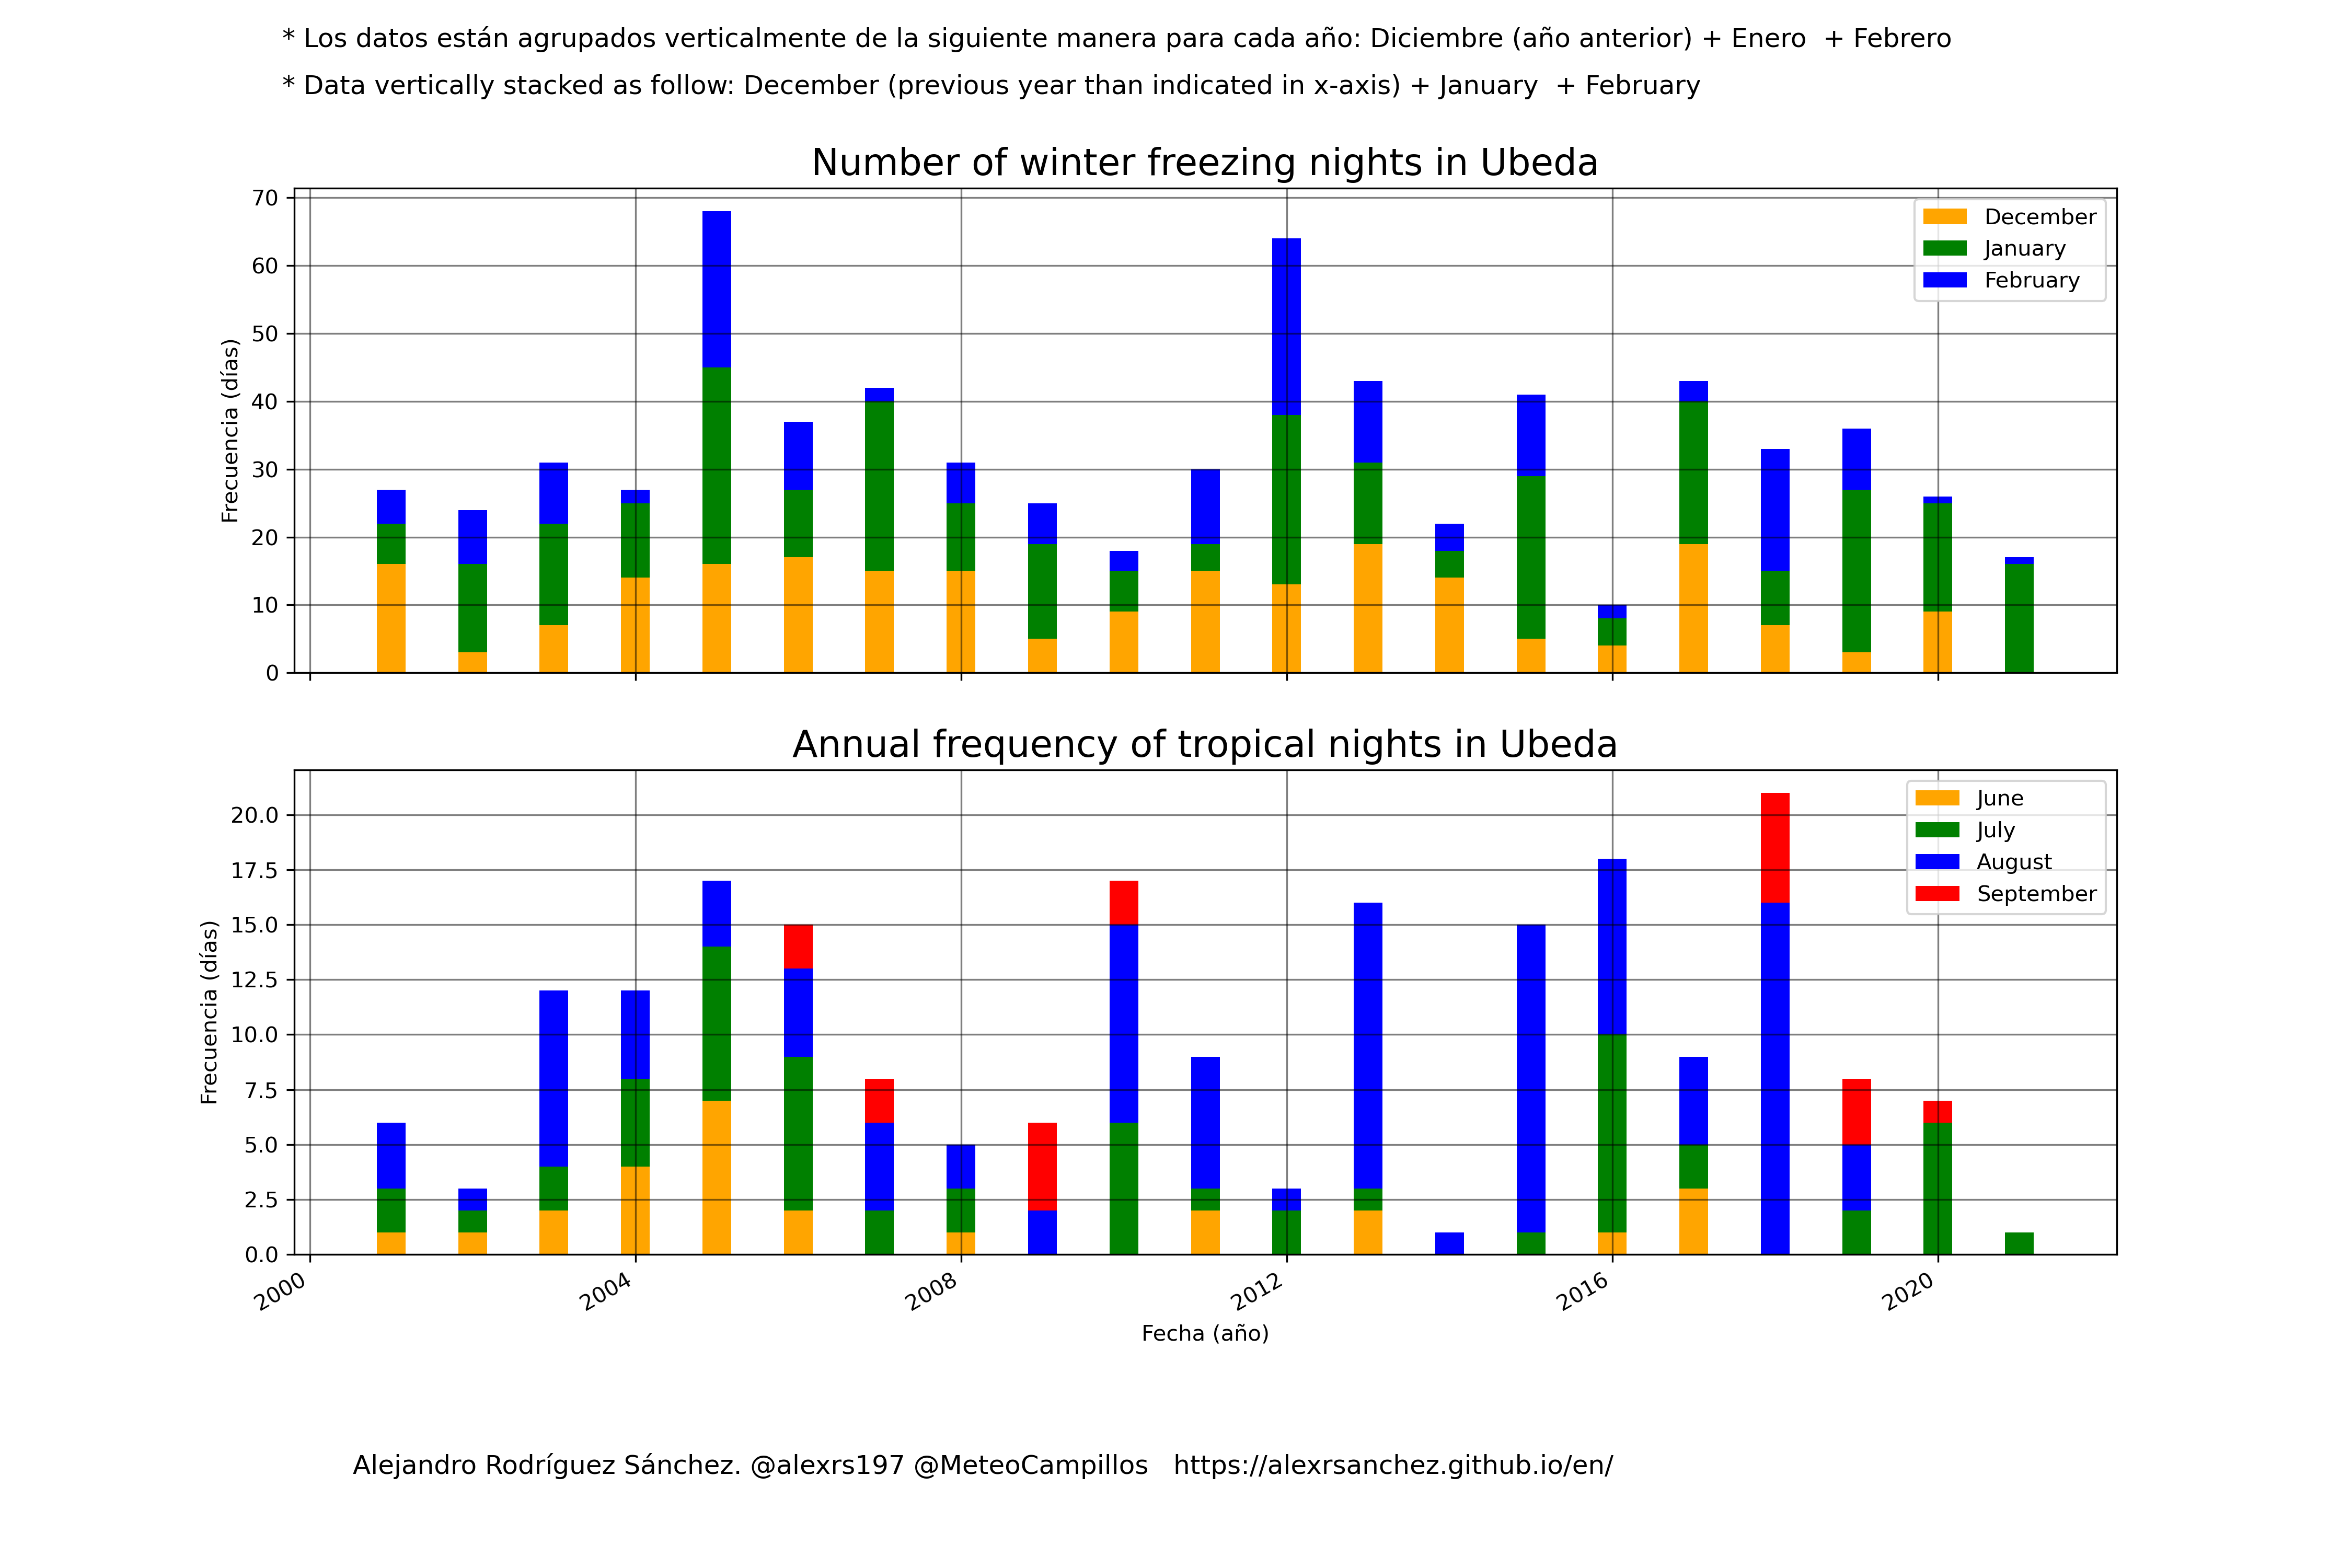 * Los datos están agrupados verticalmente de la siguiente manera para cada año: Diciembre (año anterior) + Enero  + Febrero
* Data vertically stacked as follow: December (previous year than indicated in x-axis) + January  + February
Number of winter freezing nights in Ubeda
70
60
50
40
30
20
10
0
Frecuencia (días)
December
January
February
Annual frequency of tropical nights in Ubeda
20.0
17.5
15.0
12.5
10.0
7.5
5.0
2.5
0.0
Frecuencia (días)
June
July
August
September
2000
2004
2008
2012
2016
2020
Fecha (año)
Alejandro Rodríguez Sánchez. @alexrs197 @MeteoCampillos   https://alexrsanchez.github.io/en/